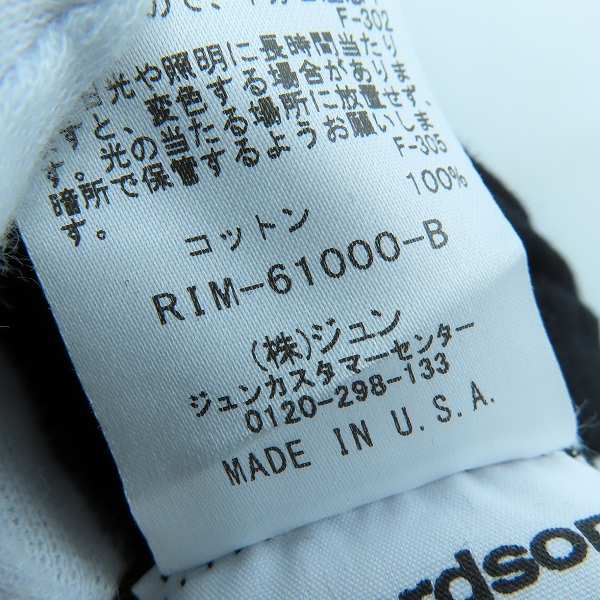 F-302
日光や照明に長時間当たり
ますと、変色する場合がありま
す。光の当たる場所に放置せず、
暗所で保管するようお願いしま
す。
F-305
コットン 100%
RIM-61000-B
(株)ジュン
ジュンカスタマーセンター
0120-298-133
MADE IN U.S.A.
rdson